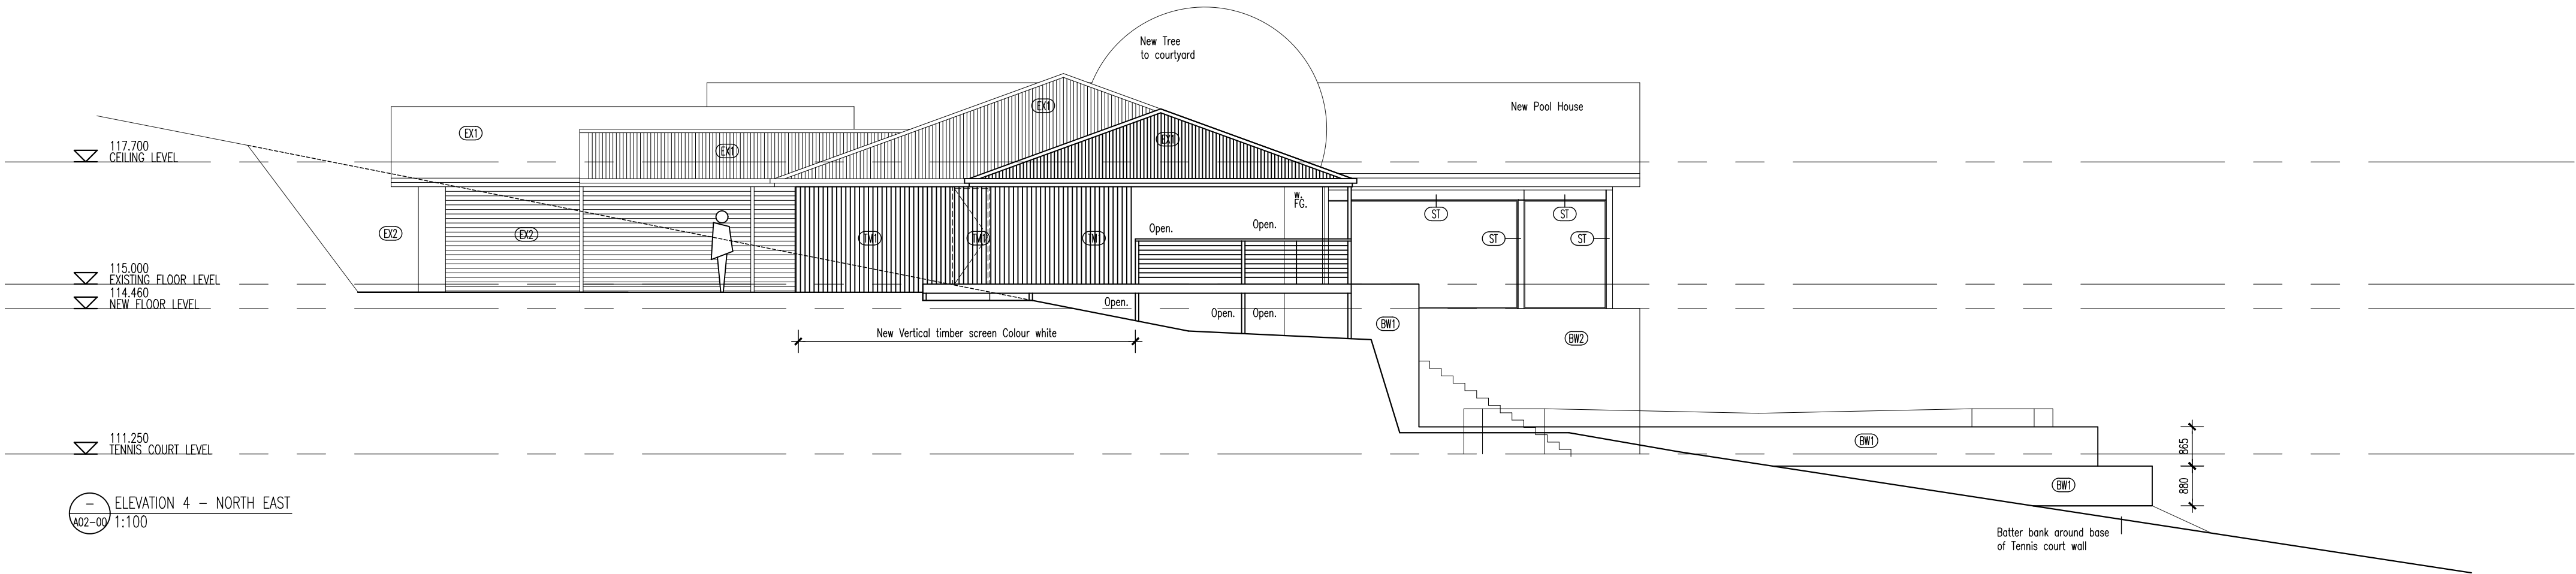 New Tree
to courtyard
New Pool House
EX1
EX1
EX1
EX1
117.700
CEILING LEVEL
W.
FG.
ST
ST
Open.
Open.
EX2
EX2
TM1
TM1
TM1
ST
ST
115.000
EXISTING FLOOR LEVEL
114.460
NEW FLOOR LEVEL
Open.
Open.
Open.
BW1
New Vertical timber screen Colour white
BW2
111.250
TENNIS COURT LEVEL
BW1
865
BW1
880
-
A02-00
ELEVATION 4 - NORTH EAST
1:100
Batter bank around base
of Tennis court wall